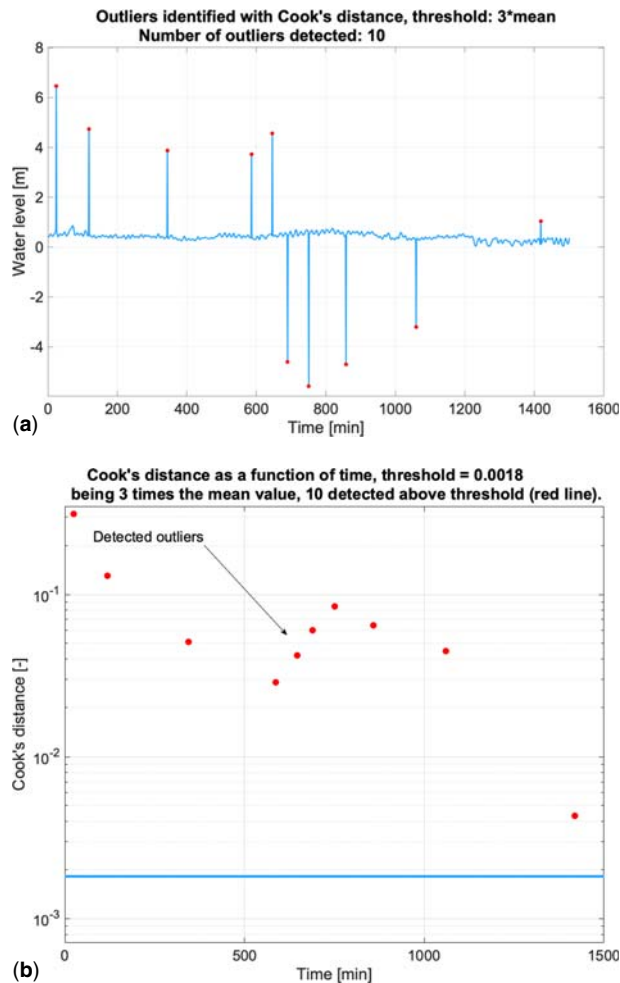 Outliers identified with Cook's distance, threshold: 3*mean
Number of outliers detected: 10
8
6
4
2
0
-2
-4
Water level [m]
0 200 400 600 800 1000 1200 1400 1600
Time [min]
(a)
Cook's distance as a function of time, threshold = 0.0018
being 3 times the mean value, 10 detected above threshold (red line).
Detected outliers
10-1
10-2
10-3
Cook's distance [-]
0 500 1000 1500
Time [min]
(b)